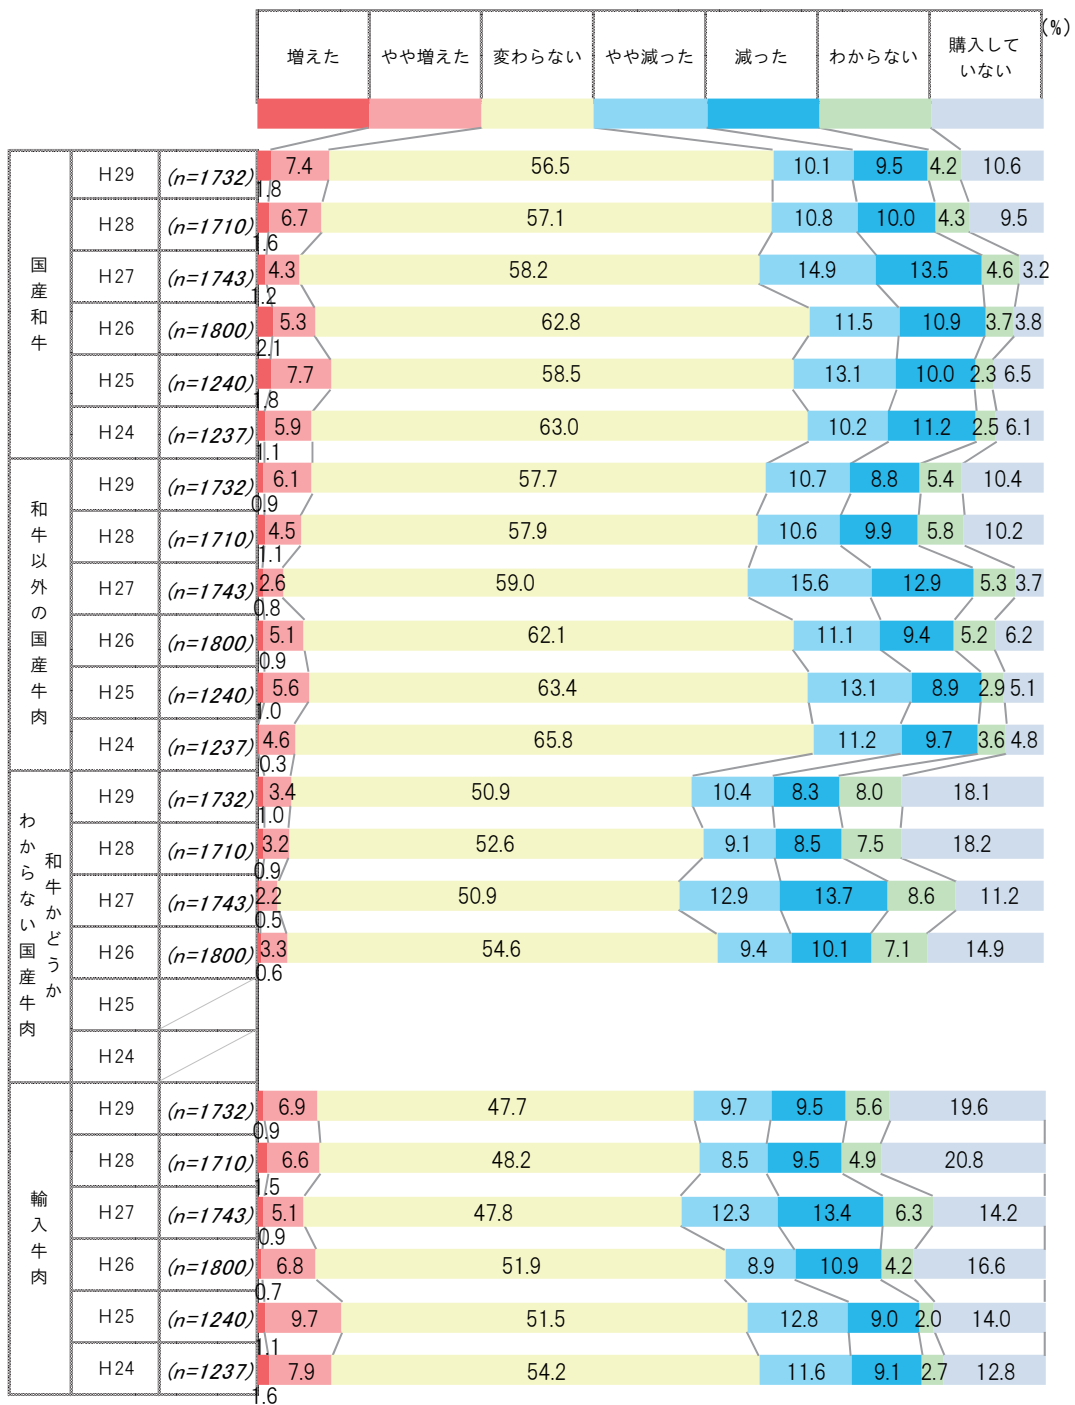 (%)
増えた やや増えた 変わらない やや減った 減った わからない 購入して
いない
国産和牛
H29 (n=1732) 1.8 7.4 56.5 10.1 9.5 4.2 10.6
H28 (n=1710) 1.6 6.7 57.1 10.8 10.0 4.3 9.5
H27 (n=1743) 1.2 4.3 58.2 14.9 13.5 4.6 3.2
H26 (n=1800) 2.1 5.3 62.8 11.5 10.9 3.7 3.8
H25 (n=1240) 1.8 7.7 58.5 13.1 10.0 2.3 6.5
H24 (n=1237) 1.1 5.9 63.0 10.2 11.2 2.5 6.1
和牛以外の国産牛肉
H29 (n=1732) 0.9 6.1 57.7 10.7 8.8 5.4 10.4
H28 (n=1710) 1.1 4.5 57.9 10.6 9.9 5.8 10.2
H27 (n=1743) 0.8 2.6 59.0 15.6 12.9 5.3 3.7
H26 (n=1800) 0.9 5.1 62.1 11.1 9.4 5.2 6.2
H25 (n=1240) 1.0 5.6 63.4 13.1 8.9 2.9 5.1
H24 (n=1237) 0.3 4.6 65.8 11.2 9.7 3.6 4.8
和牛かどうか
わからない国産牛肉
H29 (n=1732) 1.0 3.4 50.9 10.4 8.3 8.0 18.1
H28 (n=1710) 0.9 3.2 52.6 9.1 8.5 7.5 18.2
H27 (n=1743) 0.5 2.2 50.9 12.9 13.7 8.6 11.2
H26 (n=1800) 0.6 3.3 54.6 9.4 10.1 7.1 14.9
H25
H24
輸入牛肉
H29 (n=1732) 0.9 6.9 47.7 9.7 9.5 5.6 19.6
H28 (n=1710) 1.5 6.6 48.2 8.5 9.5 4.9 20.8
H27 (n=1743) 0.9 5.1 47.8 12.3 13.4 6.3 14.2
H26 (n=1800) 0.7 6.8 51.9 8.9 10.9 4.2 16.6
H25 (n=1240) 1.1 9.7 51.5 12.8 9.0 2.0 14.0
H24 (n=1237) 1.6 7.9 54.2 11.6 9.1 2.7 12.8